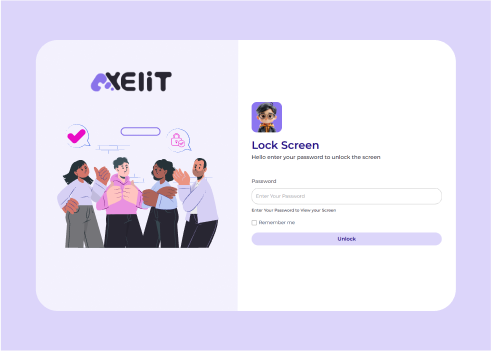 AXELIT
Lock Screen
Hello enter your password to unlock the screen
Password
Enter Your Password
Enter Your Password to View your Screen
Remember me
Unlock